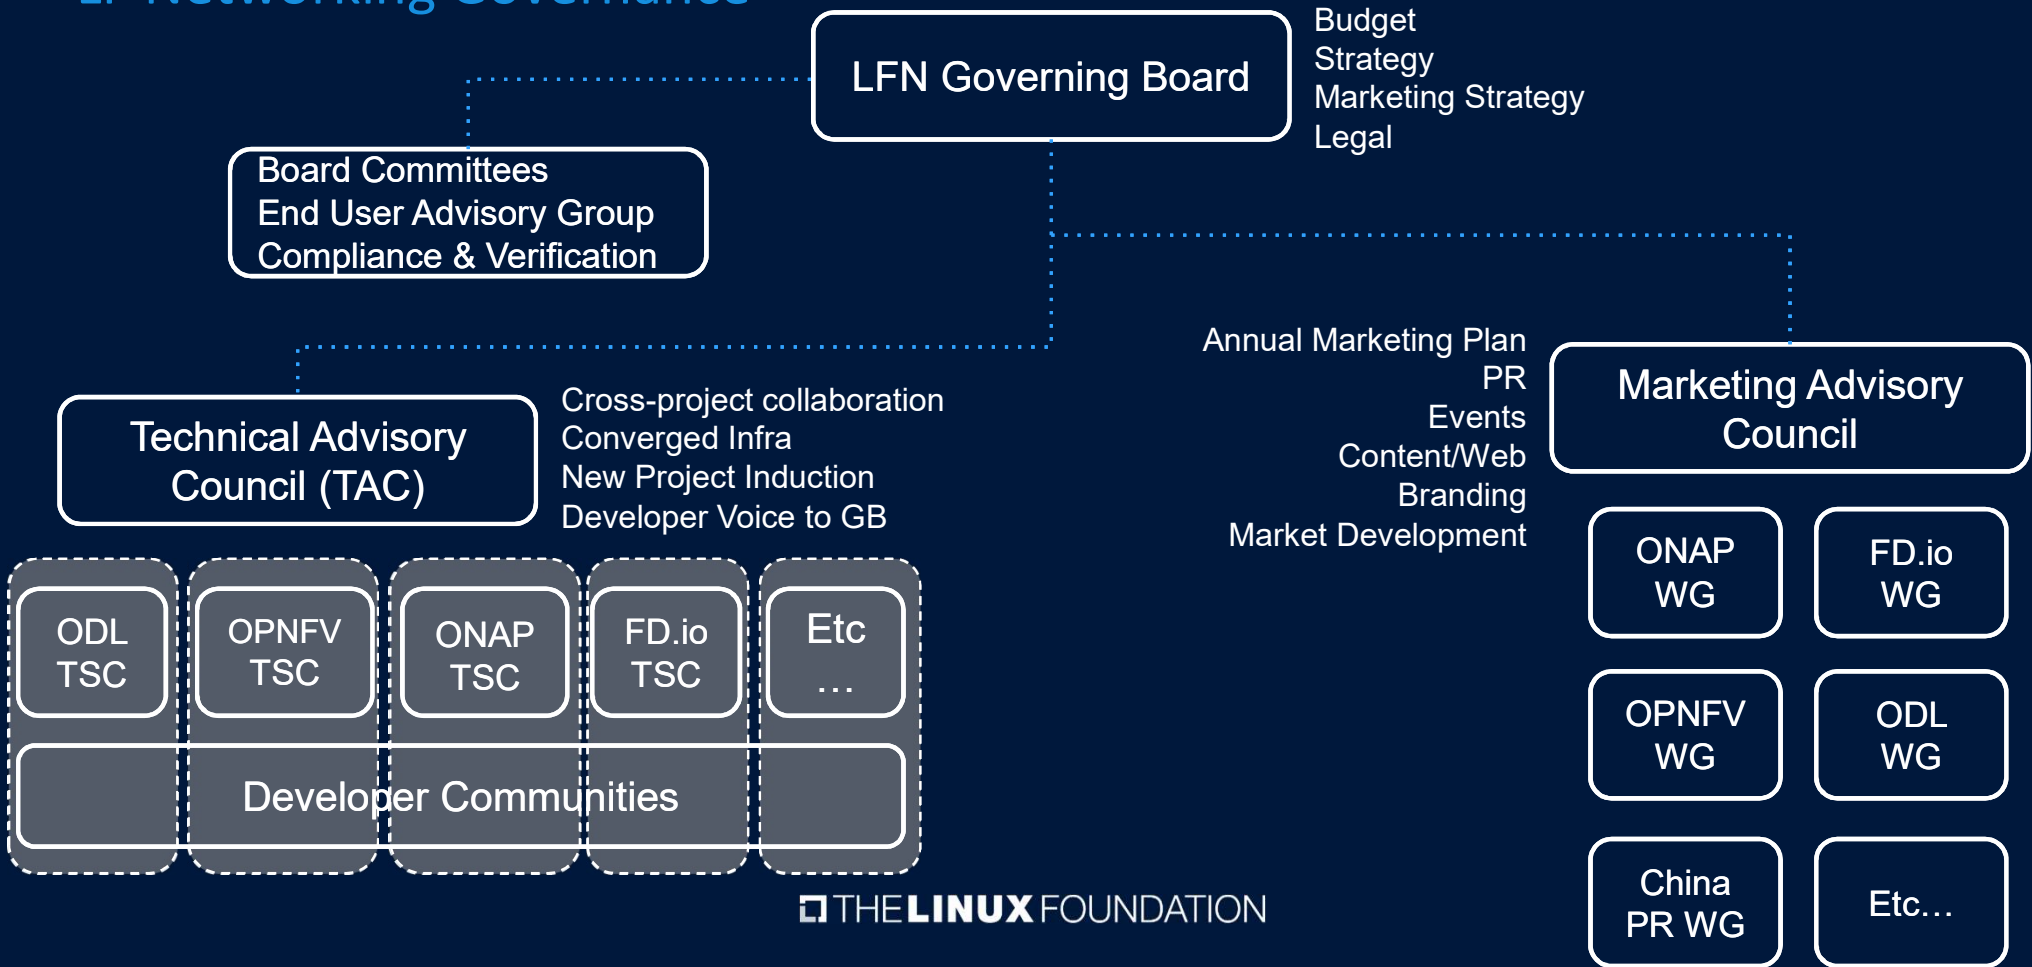 LF Networking Governance
LFN Governing Board
Budget
Strategy
Marketing Strategy
Legal
Board Committees
End User Advisory Group
Compliance & Verification
Technical Advisory
Council (TAC)
Cross-project collaboration
Converged Infra
New Project Induction
Developer Voice to GB
Annual Marketing Plan
PR
Events
Content/Web
Branding
Market Development
Marketing Advisory
Council
ODL
TSC
OPNFV
TSC
ONAP
TSC
FD.io
TSC
Etc
...
Developer Communities
ONAP
WG
FD.io
WG
OPNFV
WG
ODL
WG
China
PR WG
Etc...
THE LINUX FOUNDATION